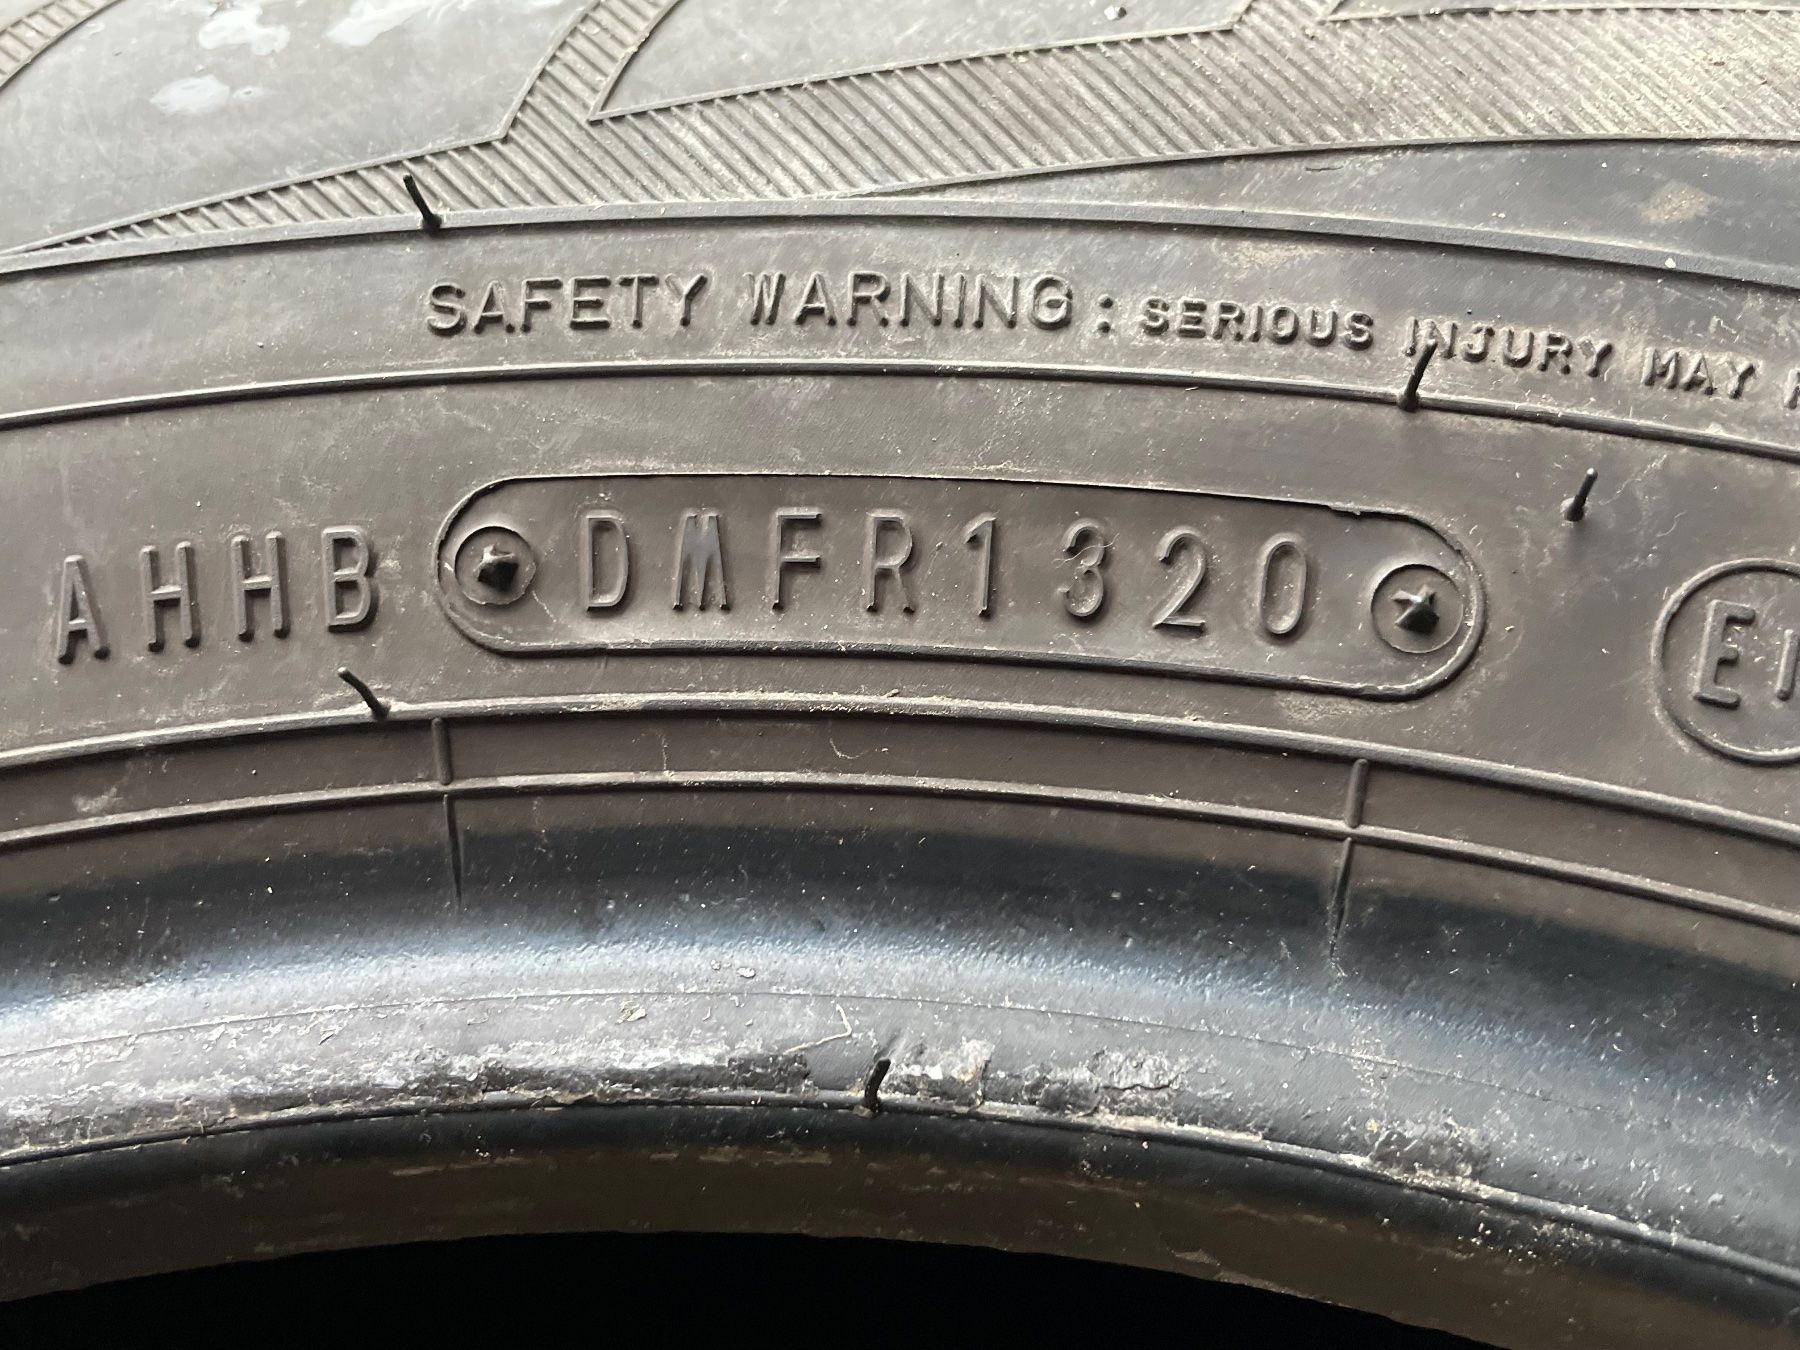 SAFETY WARNING: SERIOUS INJURY MAY
AHHB DMFR1320 E